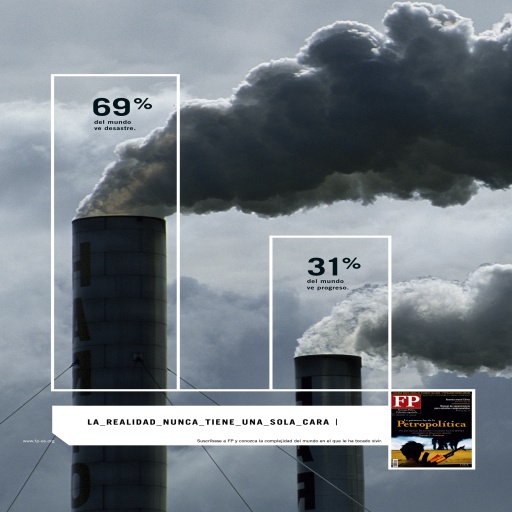 69%
del mundo
ve desastre.
31%
del mundo
ve progreso.
LA_REALIDAD_NUNCA_TIENE_UNA_SOLA_CARA |
www.fp-es.org
Suscríbase a FP y conozca la complejidad del mundo en el que le ha tocado vivir.
FP
Petropolítica